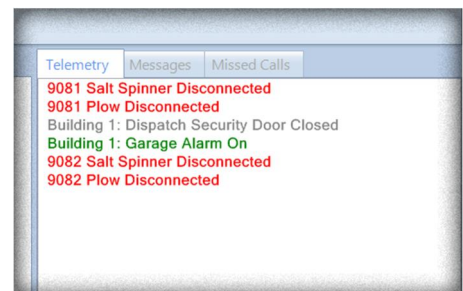 Telemetry Messages Missed Calls
9081 Salt Spinner Disconnected
9081 Plow Disconnected
Building 1: Dispatch Security Door Closed
Building 1: Garage Alarm On
9082 Salt Spinner Disconnected
9082 Plow Disconnected